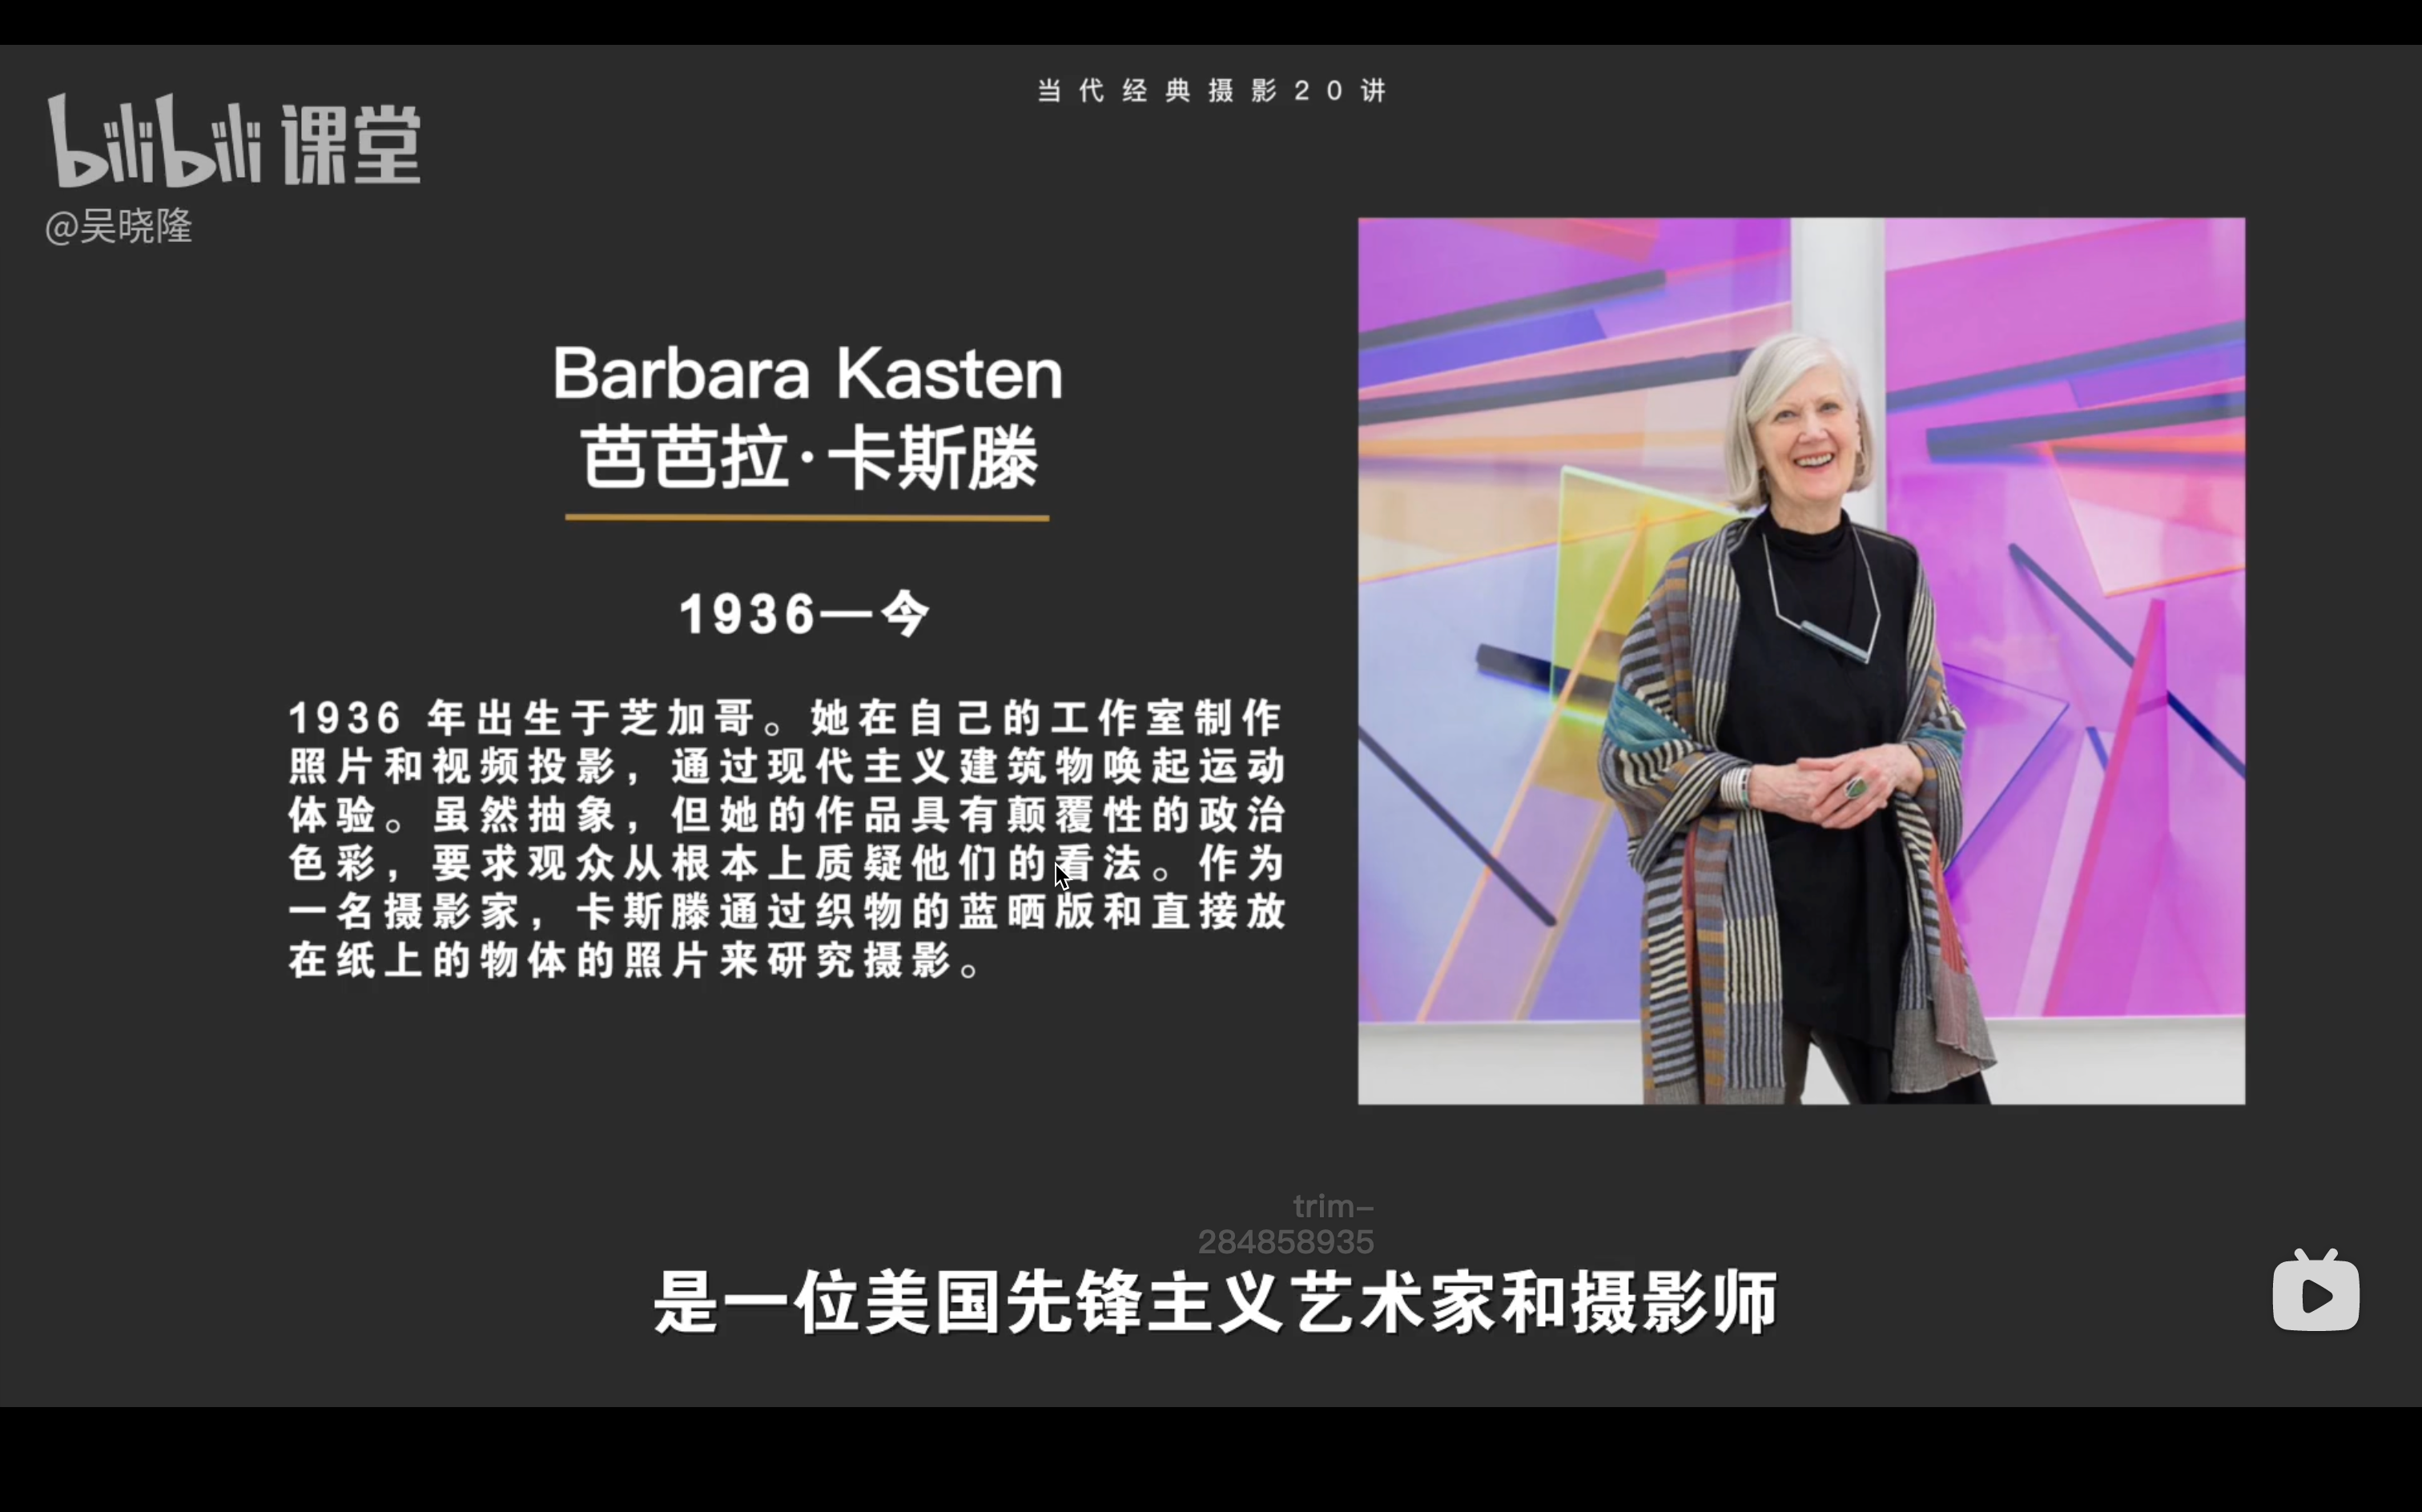 当代经典摄影20讲
bilibili 课堂
@吴晓隆
Barbara Kasten
芭芭拉·卡斯滕
1936—今
1936 年出生于芝加哥。她在自己的工作室制作
照片和视频投影，通过现代主义建筑物唤起运动
体验。虽然抽象，但她的作品具有颠覆性的政治
色彩，要求观众从根本上质疑他们的看法。作为
一名摄影家，卡斯滕通过织物的蓝晒版和直接放
在纸上的物体的照片来研究摄影。
trim-
284858935
是一位美国先锋主义艺术家和摄影师